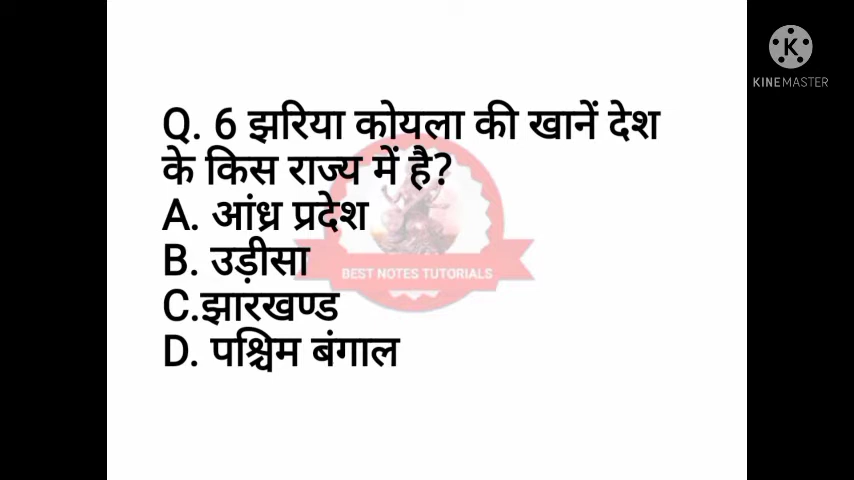 KINEMASTER
Q. 6 झरिया कोयला की खानें देश
के किस राज्य में है?
A. आंध्र प्रदेश
B. उड़ीसा
BEST NOTES TUTORIALS
C.झारखण्ड
D. पश्चिम बंगाल